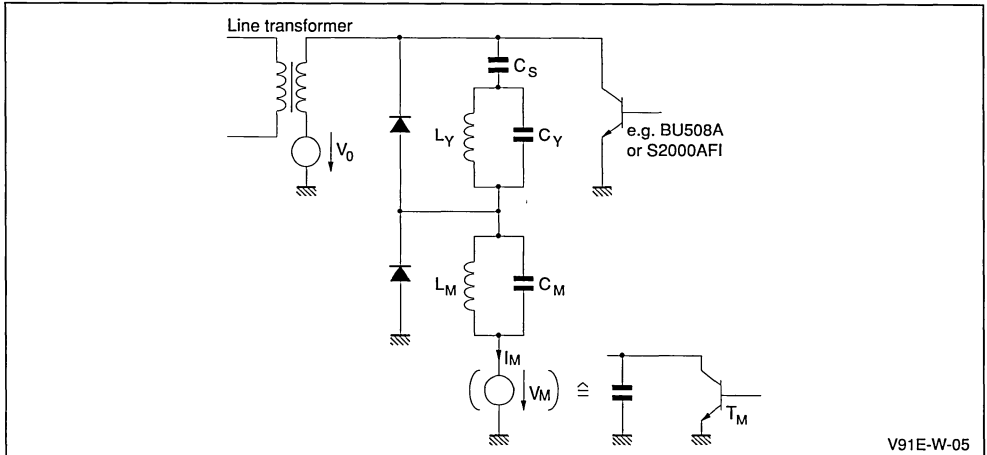 Line transformer
C_S
L_Y
C_Y
e.g. BU508A
or S2000AFI
V_0
L_M
C_M
I_M
( V_M ) ≙
T_M
V91E-W-05